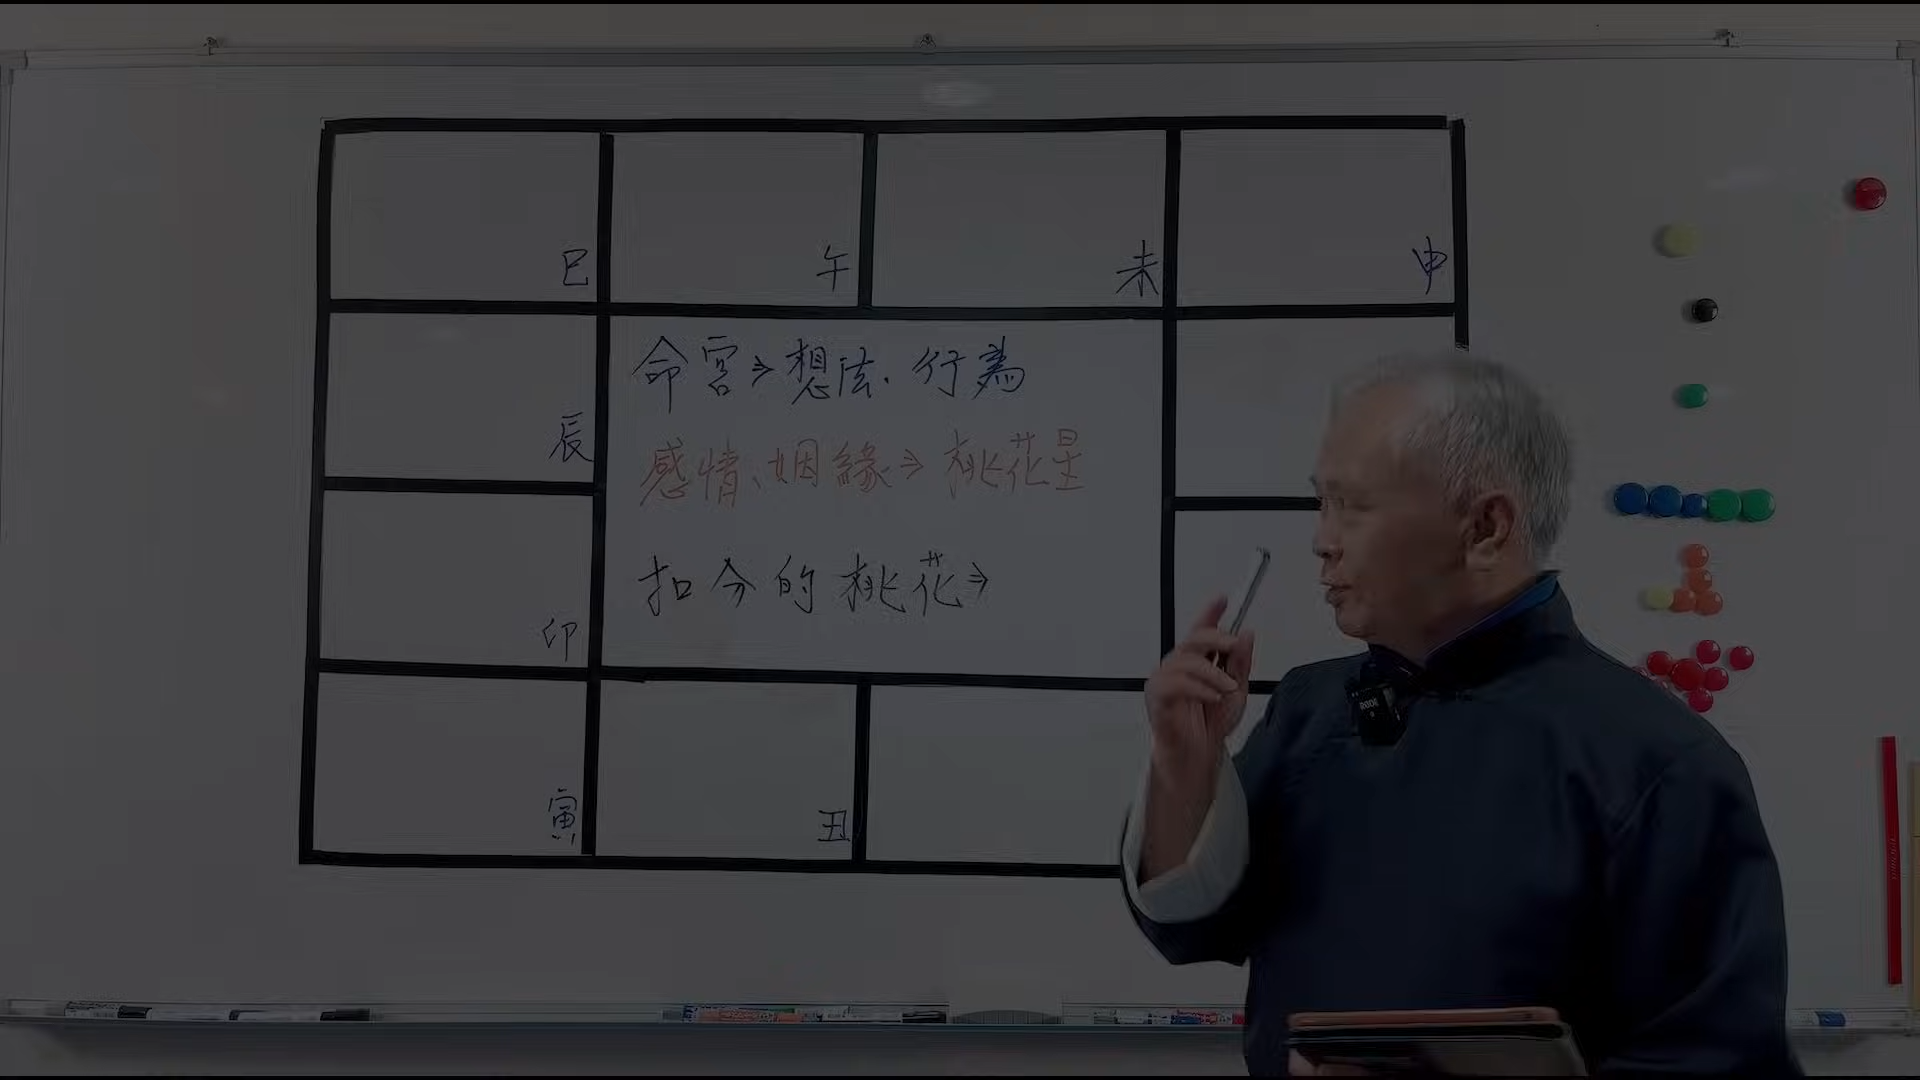 巳
午
未
申
命宮⇒想法、行為
感情、姻緣⇒桃花星
辰
扣分的桃花⇒
卯
寅
丑
RODE